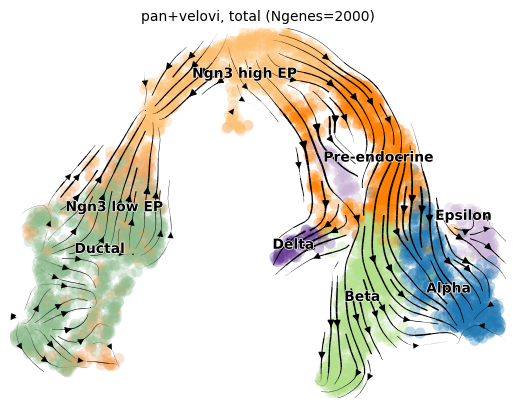 pan+velovi, total (Ngenes=2000)
Ngn3 high EP
Pre-endocrine
Ngn3 low EP
Epsilon
Delta
Ductal
Alpha
Beta